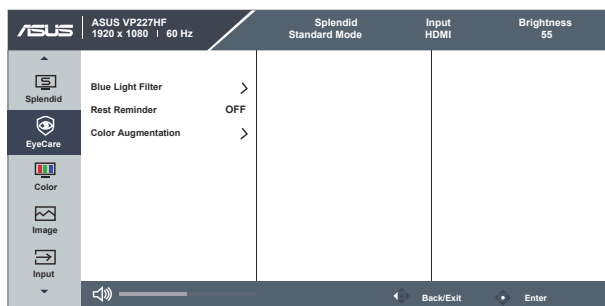 ASUS
ASUS VP227HF
1920 x 1080 | 60 Hz
Splendid
Standard Mode
Input
HDMI
Brightness
55
Splendid
EyeCare
Color
Image
Input
Blue Light Filter
Rest Reminder OFF
Color Augmentation
Back/Exit
Enter